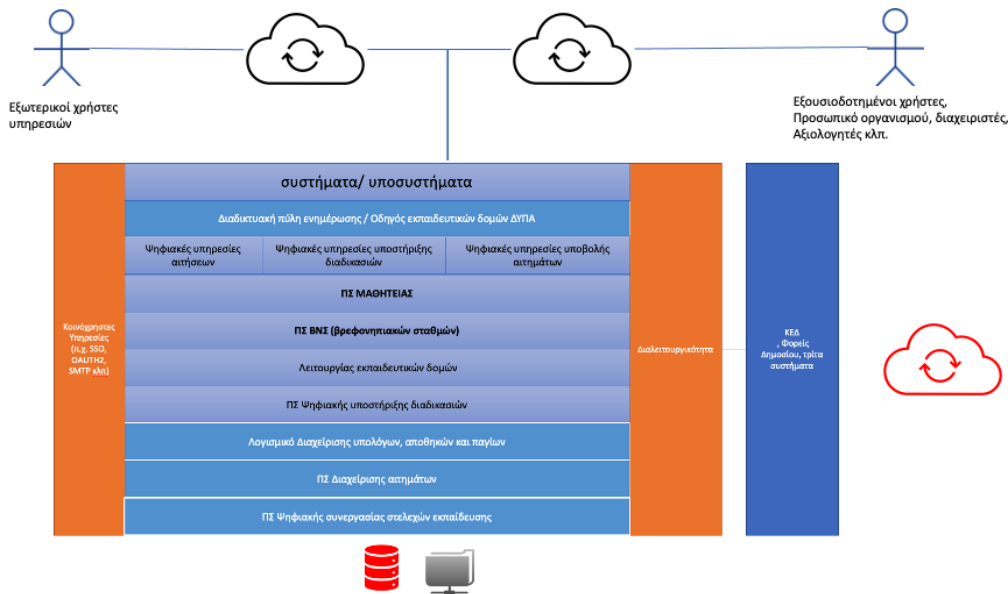 Εξωτερικοί χρήστες
υπηρεσιών
Εξουσιοδοτημένοι χρήστες,
Προσωπικό οργανισμού, διαχειριστές,
Αξιολογητές κλπ.
συστήματα/ υποσυστήματα
Διαδικτυακή πύλη ενημέρωσης / Οδηγός εκπαιδευτικών δομών ΔΥΠΑ
Ψηφιακές υπηρεσίες
αιτήσεων
Ψηφιακές υπηρεσίες υποστήριξης
διαδικασιών
Ψηφιακές υπηρεσίες υποβολής
αιτημάτων
ΠΣ ΜΑΘΗΤΕΙΑΣ
ΠΣ ΒΝΣ (βρεφονηπιακών σταθμών)
Λειτουργίας εκπαιδευτικών δομών
ΠΣ Ψηφιακής υποστήριξης διαδικασιών
Λογισμικό Διαχείρισης υπολόγων, αποθηκών και παγίων
ΠΣ Διαχείρισης αιτημάτων
ΠΣ Ψηφιακής συνεργασίας στελεχών εκπαίδευσης
Κοινόχρηστες
Υπηρεσίες
(π.χ. SSO,
OAUTH2,
SMTP κλπ)
Διαλειτουργικότητα
ΚΕΔ
, Φορείς
Δημοσίου, τρίτα
συστήματα